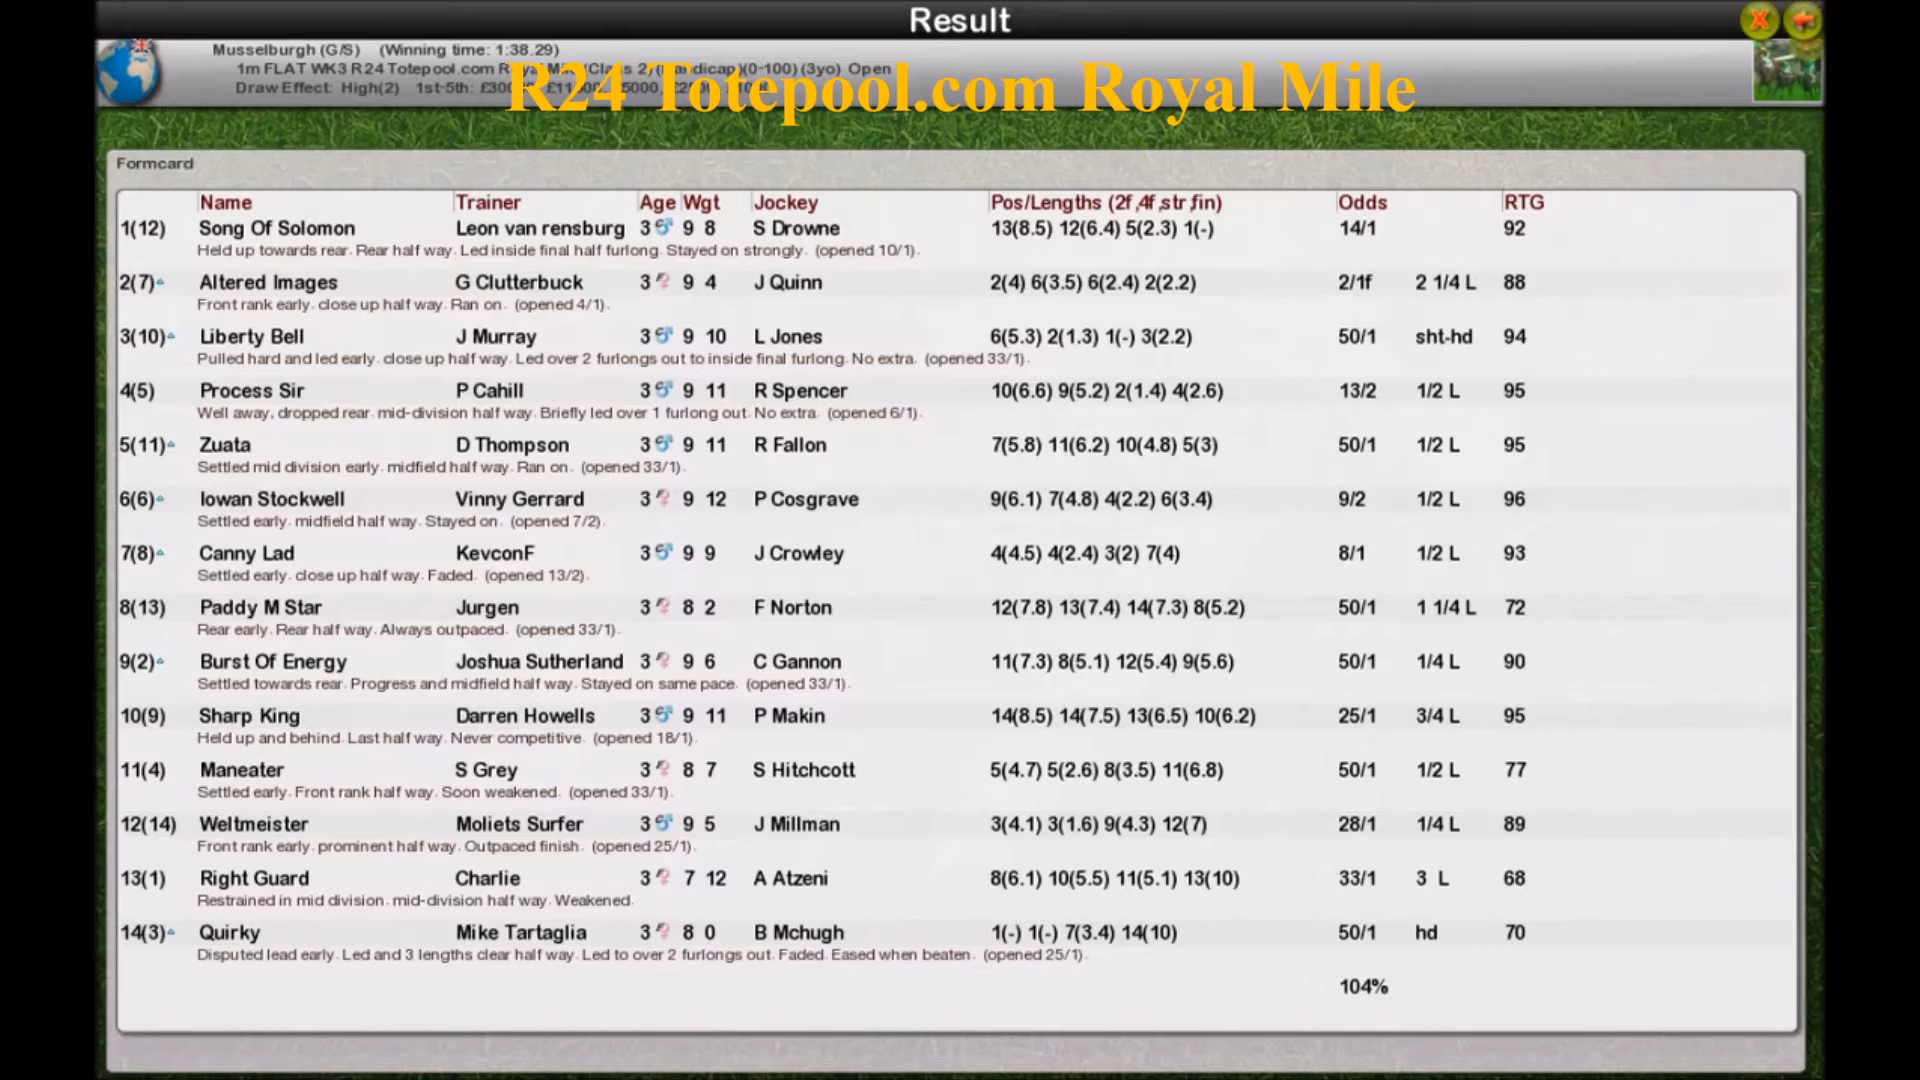 Result
Musselburgh (G/S) (Winning time: 1:38.29)
1m FLAT WK3 R24 Totepool.com Royal Mile (Class 2) (Handicap)(0-100) (3yo) Open
R24 Totepool.com Royal Mile
Draw Effect: High(2) 1st-5th:
Formcard
Name Trainer Age Wgt Jockey Pos/Lengths (2f,4f,str,fin) Odds RTG
1(12) Song Of Solomon Leon van rensburg 3 9 8 S Drowne 13(8.5) 12(6.4) 5(2.3) 1(-) 14/1 92
Held up towards rear. Rear half way. Led inside final half furlong. Stayed on strongly. (opened 10/1).
2(7) Altered Images G Clutterbuck 3 9 4 J Quinn 2(4) 6(3.5) 6(2.4) 2(2.2) 2/1f 2 1/4 L 88
Front rank early. close up half way. Ran on. (opened 4/1).
3(10) Liberty Bell J Murray 3 9 10 L Jones 6(5.3) 2(1.3) 1(-) 3(2.2) 50/1 sht-hd 94
Pulled hard and led early. close up half way. Led over 2 furlongs out to inside final furlong. No extra. (opened 33/1).
4(5) Process Sir P Cahill 3 9 11 R Spencer 10(6.6) 9(5.2) 2(1.4) 4(2.6) 13/2 1/2 L 95
Well away, dropped rear. mid-division half way. Briefly led over 1 furlong out. No extra. (opened 6/1).
5(11) Zuata D Thompson 3 9 11 R Fallon 7(5.8) 11(6.2) 10(4.8) 5(3) 50/1 1/2 L 95
Settled mid division early. midfield half way. Ran on. (opened 33/1).
6(6) Iowan Stockwell Vinny Gerrard 3 9 12 P Cosgrave 9(6.1) 7(4.8) 4(2.2) 6(3.4) 9/2 1/2 L 96
Settled early. midfield half way. Stayed on. (opened 7/2).
7(8) Canny Lad KevconF 3 9 9 J Crowley 4(4.5) 4(2.4) 3(2) 7(4) 8/1 1/2 L 93
Settled early. close up half way. Faded. (opened 13/2).
8(13) Paddy M Star Jurgen 3 8 2 F Norton 12(7.8) 13(7.4) 14(7.3) 8(5.2) 50/1 1 1/4 L 72
Rear early. Rear half way. Always outpaced. (opened 33/1).
9(2) Burst Of Energy Joshua Sutherland 3 9 6 C Gannon 11(7.3) 8(5.1) 12(5.4) 9(5.6) 50/1 1/4 L 90
Settled towards rear. Progress and midfield half way. Stayed on same pace. (opened 33/1).
10(9) Sharp King Darren Howells 3 9 11 P Makin 14(8.5) 14(7.5) 13(6.5) 10(6.2) 25/1 3/4 L 95
Held up and behind. Last half way. Never competitive. (opened 18/1).
11(4) Maneater S Grey 3 8 7 S Hitchcott 5(4.7) 5(2.6) 8(3.5) 11(6.8) 50/1 1/2 L 77
Settled early. Front rank half way. Soon weakened. (opened 33/1).
12(14) Weltmeister Moliets Surfer 3 9 5 J Millman 3(4.1) 3(1.6) 9(4.3) 12(7) 28/1 1/4 L 89
Front rank early. prominent half way. Outpaced finish. (opened 25/1).
13(1) Right Guard Charlie 3 7 12 A Atzeni 8(6.1) 10(5.5) 11(5.1) 13(10) 33/1 3 L 68
Restrained in mid division. mid-division half way. Weakened.
14(3) Quirky Mike Tartaglia 3 8 0 B Mchugh 1(-) 1(-) 7(3.4) 14(10) 50/1 hd 70
Disputed lead early. Led and 3 lengths clear half way. Led to over 2 furlongs out. Faded. Eased when beaten. (opened 25/1).
104%